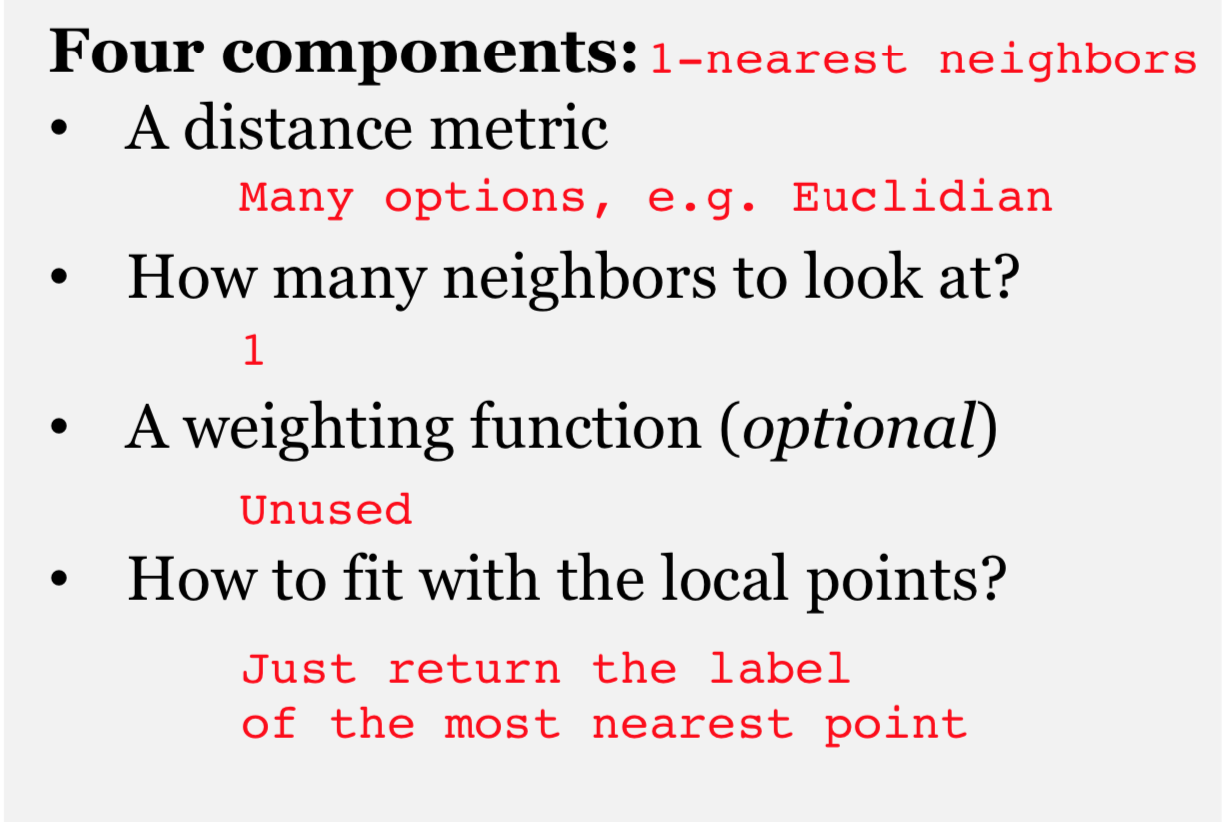 Four components: 1-nearest neighbors
• A distance metric
Many options, e.g. Euclidian
• How many neighbors to look at?
1
• A weighting function (optional)
Unused
• How to fit with the local points?
Just return the label
of the most nearest point